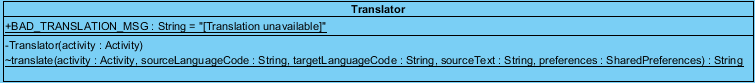 Translator
+BAD_TRANSLATION_MSG : String = "[Translation unavailable]"
-Translator(activity : Activity)
~translate(activity : Activity, sourceLanguageCode : String, targetLanguageCode : String, sourceText : String, preferences : SharedPreferences) : String